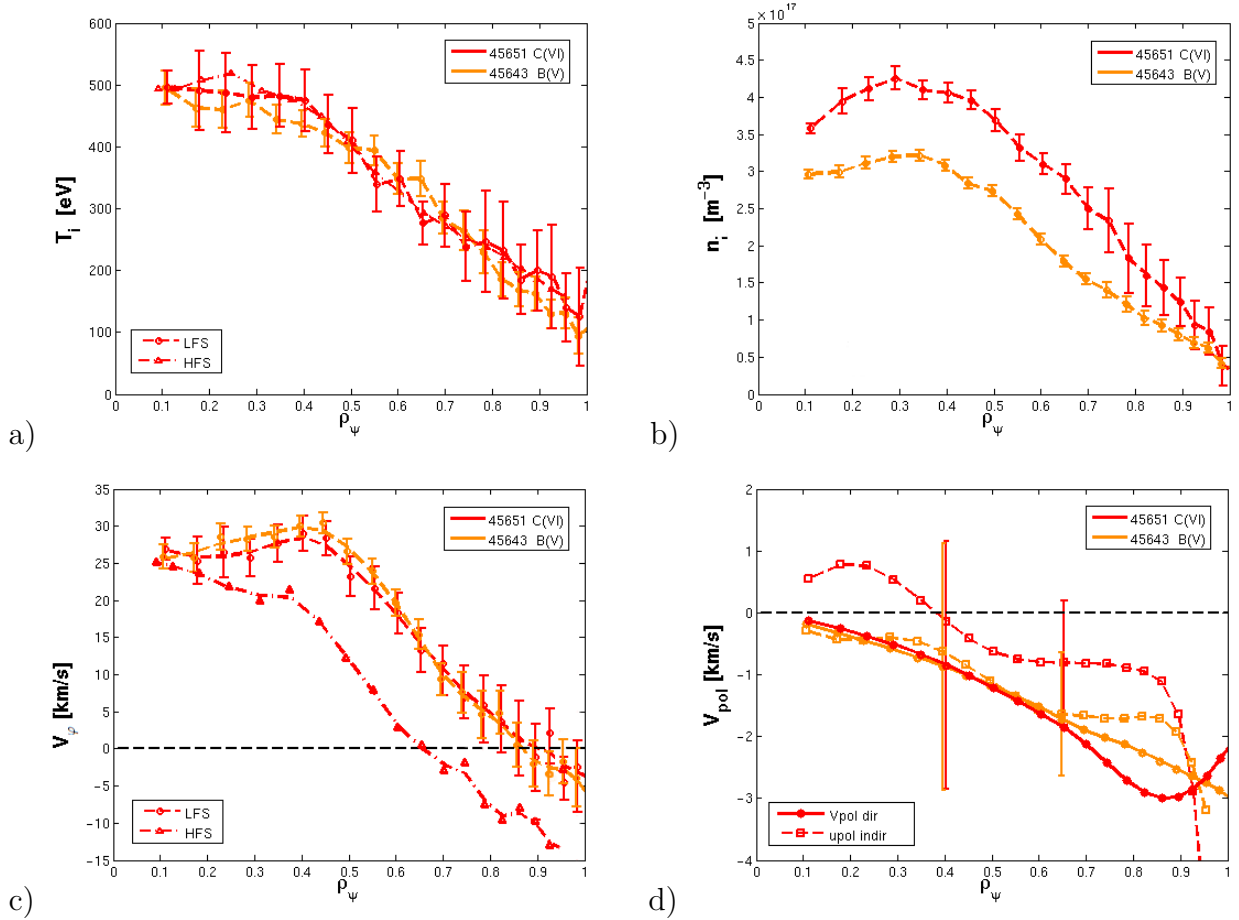 600
500
400
300
200
100
0
T_i [eV]
45651 C(VI)
45643 B(V)
LFS
HFS
0 0.1 0.2 0.3 0.4 0.5 0.6 0.7 0.8 0.9 1
ρ_ψ
a)
5 × 10^17
4.5
4
3.5
3
2.5
2
1.5
1
0.5
0
n_i [m^-3]
45651 C(VI)
45643 B(V)
0 0.1 0.2 0.3 0.4 0.5 0.6 0.7 0.8 0.9 1
ρ_ψ
b)
35
30
25
20
15
10
5
0
-5
-10
-15
V_φ [km/s]
45651 C(VI)
45643 B(V)
LFS
HFS
0 0.1 0.2 0.3 0.4 0.5 0.6 0.7 0.8 0.9 1
ρ_ψ
c)
2
1
0
-1
-2
-3
-4
V_pol [km/s]
45651 C(VI)
45643 B(V)
Vpol dir
upol indir
0 0.1 0.2 0.3 0.4 0.5 0.6 0.7 0.8 0.9 1
ρ_ψ
d)